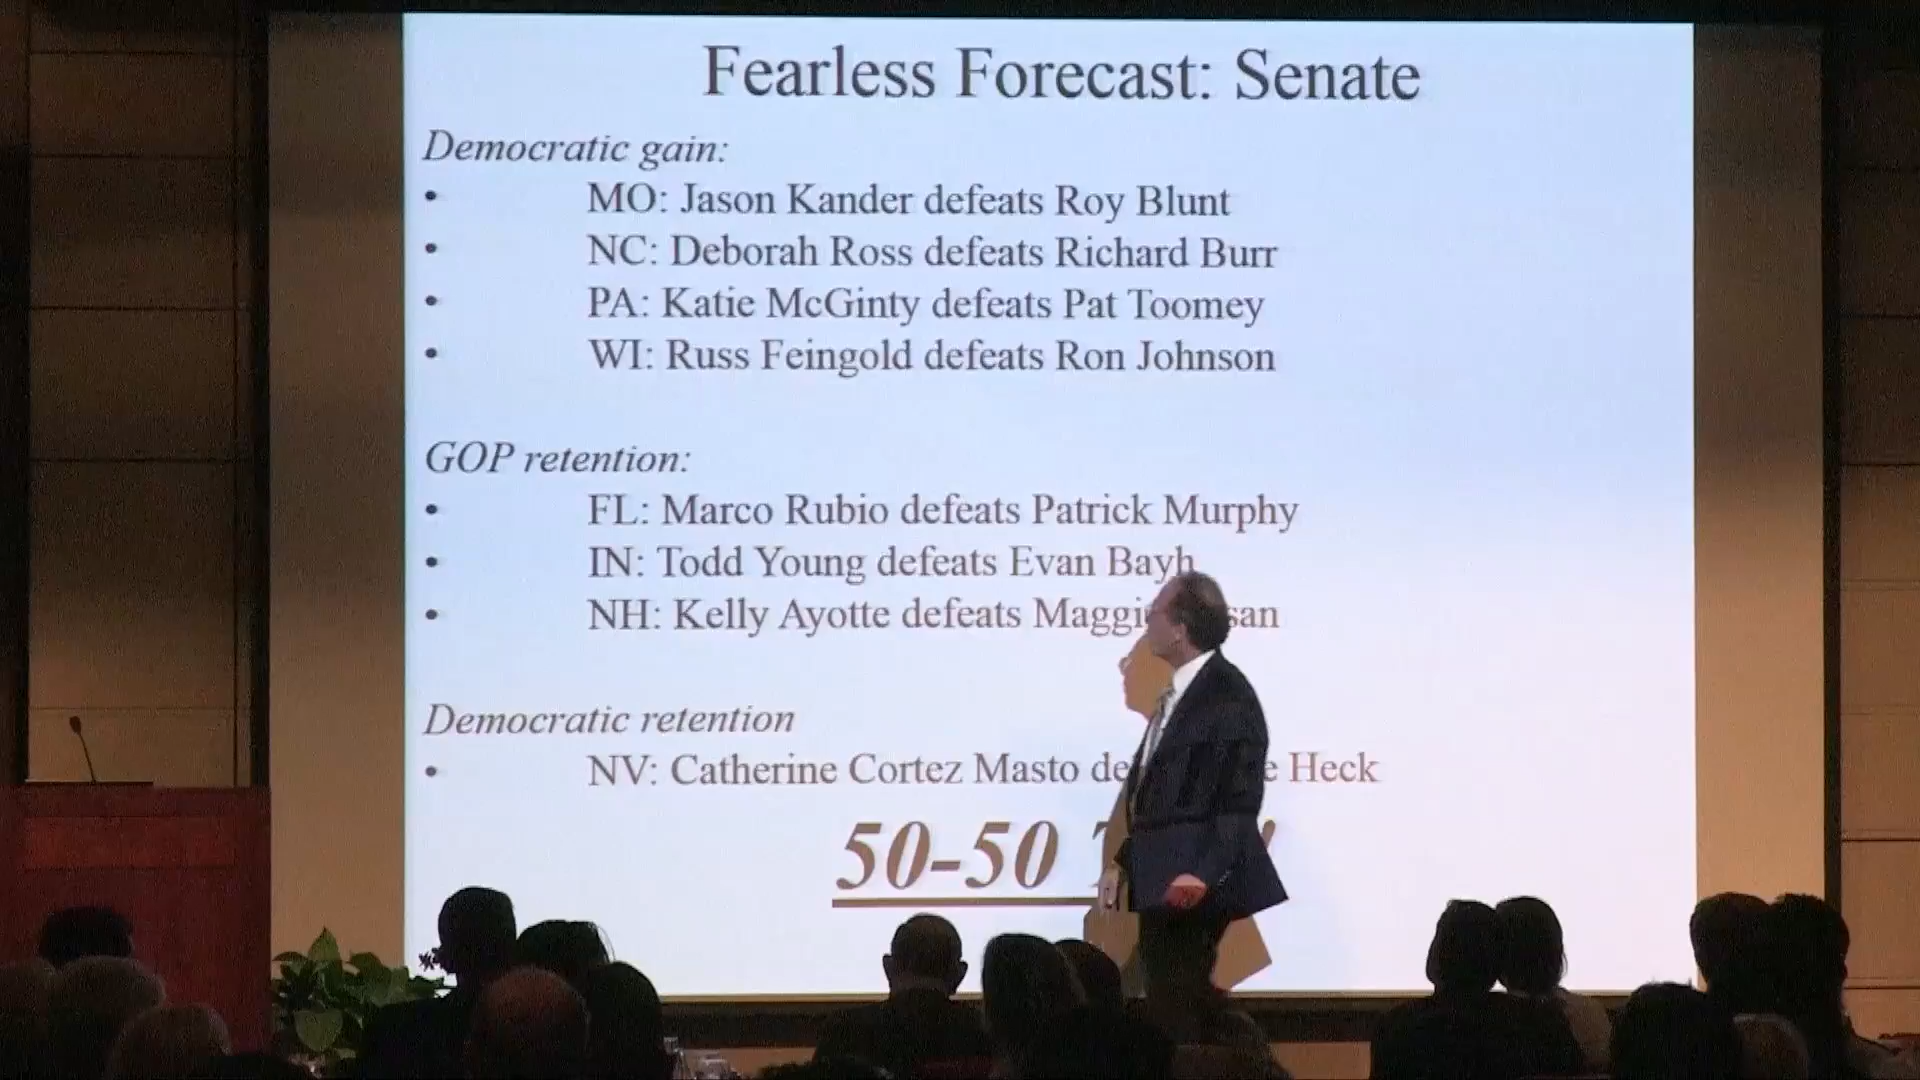 Fearless Forecast: Senate
Democratic gain:
• MO: Jason Kander defeats Roy Blunt
• NC: Deborah Ross defeats Richard Burr
• PA: Katie McGinty defeats Pat Toomey
• WI: Russ Feingold defeats Ron Johnson
GOP retention:
• FL: Marco Rubio defeats Patrick Murphy
• IN: Todd Young defeats Evan Bayh
• NH: Kelly Ayotte defeats
Democratic retention
• NV: Catherine Cortez Masto Heck
50-50